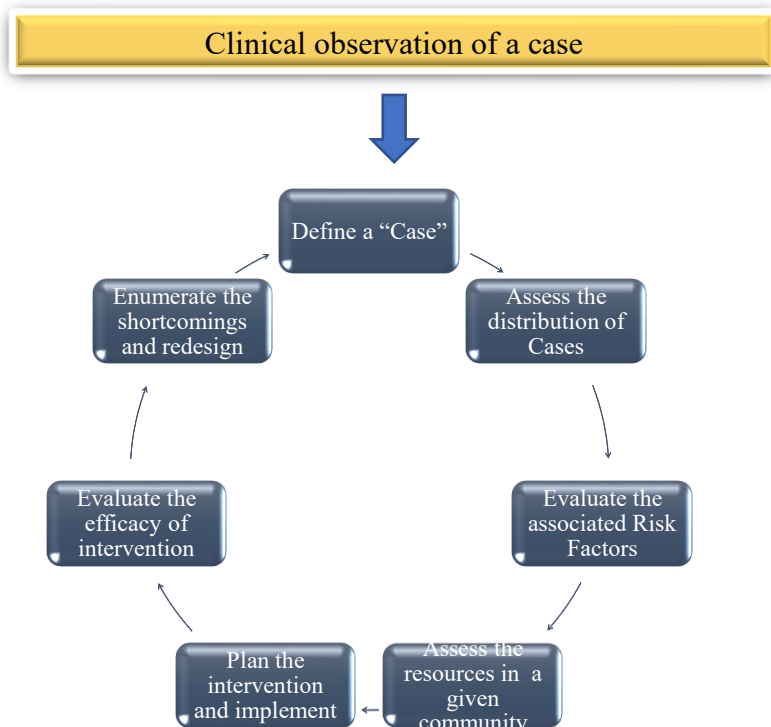 Clinical observation of a case
Define a “Case”
Assess the
distribution of
Cases
Evaluate the
associated Risk
Factors
Assess the
resources in a
given
community
Plan the
intervention
and implement
Evaluate the
efficacy of
intervention
Enumerate the
shortcomings
and redesign